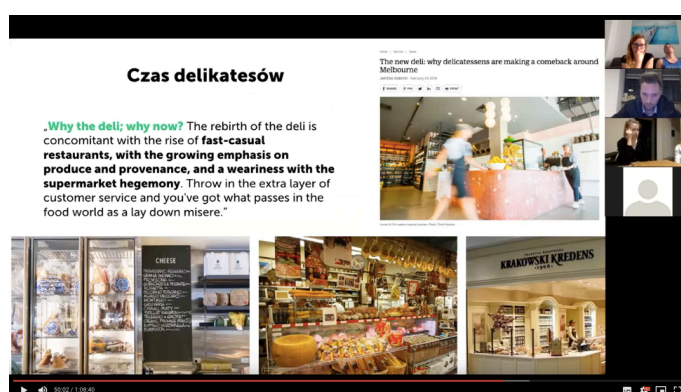 Czas delikatesów
„Why the deli; why now? The rebirth of the deli is
concomitant with the rise of fast-casual
restaurants, with the growing emphasis on
produce and provenance, and a weariness with the
supermarket hegemony. Throw in the extra layer of
customer service and you've got what passes in the
food world as a lay down misere.”
The new deli: why delicatessens are making a comeback around
Melbourne
CHEESE
KRAKOWSKI KREDENS
50:02 / 1:08:40